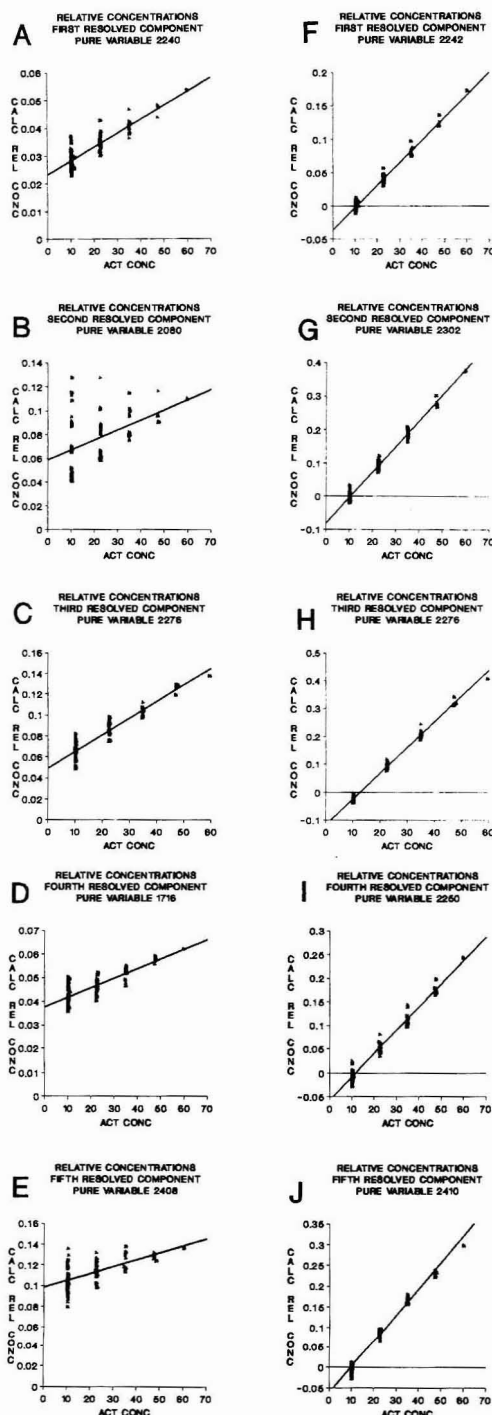 A
RELATIVE CONCENTRATIONS
FIRST RESOLVED COMPONENT
PURE VARIABLE 2240
CALC REL CONC
0.06
0.05
0.04
0.03
0.02
0.01
0
0 10 20 30 40 50 60 70
ACT CONC
F
RELATIVE CONCENTRATIONS
FIRST RESOLVED COMPONENT
PURE VARIABLE 2242
CALC REL CONC
0.2
0.15
0.1
0.05
0
-0.05
0 10 20 30 40 50 60 70
ACT CONC
B
RELATIVE CONCENTRATIONS
SECOND RESOLVED COMPONENT
PURE VARIABLE 2080
CALC REL CONC
0.14
0.12
0.1
0.08
0.06
0.04
0.02
0
0 10 20 30 40 50 60 70
ACT CONC
G
RELATIVE CONCENTRATIONS
SECOND RESOLVED COMPONENT
PURE VARIABLE 2302
CALC REL CONC
0.4
0.3
0.2
0.1
0
-0.1
0 10 20 30 40 50 60 70
ACT CONC
C
RELATIVE CONCENTRATIONS
THIRD RESOLVED COMPONENT
PURE VARIABLE 2276
CALC REL CONC
0.16
0.14
0.12
0.1
0.08
0.06
0.04
0.02
0
0 10 20 30 40 50 60
ACT CONC
H
RELATIVE CONCENTRATIONS
THIRD RESOLVED COMPONENT
PURE VARIABLE 2276
CALC REL CONC
0.5
0.4
0.3
0.2
0.1
0
-0.1
0 10 20 30 40 50 60
ACT CONC
D
RELATIVE CONCENTRATIONS
FOURTH RESOLVED COMPONENT
PURE VARIABLE 1716
CALC REL CONC
0.07
0.06
0.05
0.04
0.03
0.02
0.01
0
0 10 20 30 40 50 60 70
ACT CONC
I
RELATIVE CONCENTRATIONS
FOURTH RESOLVED COMPONENT
PURE VARIABLE 2250
CALC REL CONC
0.3
0.25
0.2
0.15
0.1
0.05
0
-0.05
0 10 20 30 40 50 60 70
ACT CONC
E
RELATIVE CONCENTRATIONS
FIFTH RESOLVED COMPONENT
PURE VARIABLE 2408
CALC REL CONC
0.16
0.14
0.12
0.1
0.08
0.06
0.04
0.02
0
0 10 20 30 40 50 60 70
ACT CONC
J
RELATIVE CONCENTRATIONS
FIFTH RESOLVED COMPONENT
PURE VARIABLE 2410
CALC REL CONC
0.35
0.3
0.25
0.2
0.15
0.1
0.05
0
-0.05
0 10 20 30 40 50 60 70
ACT CONC